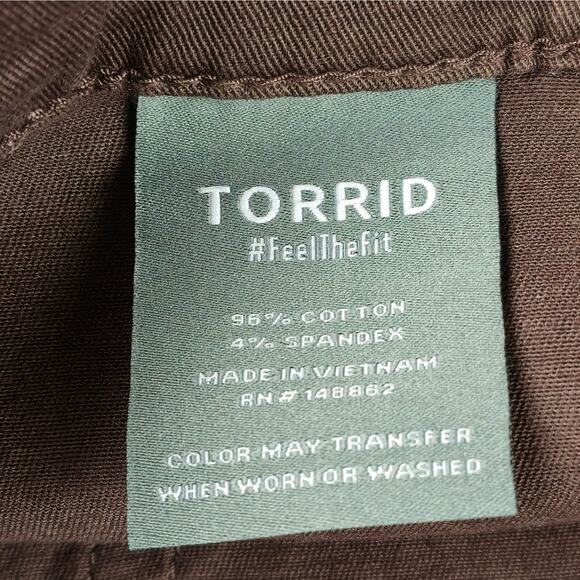 TORRID
#FeelTheFit
96% COTTON
4% SPANDEX
MADE IN VIETNAM
RN# 148862
COLOR MAY TRANSFER
WHEN WORN OR WASHED